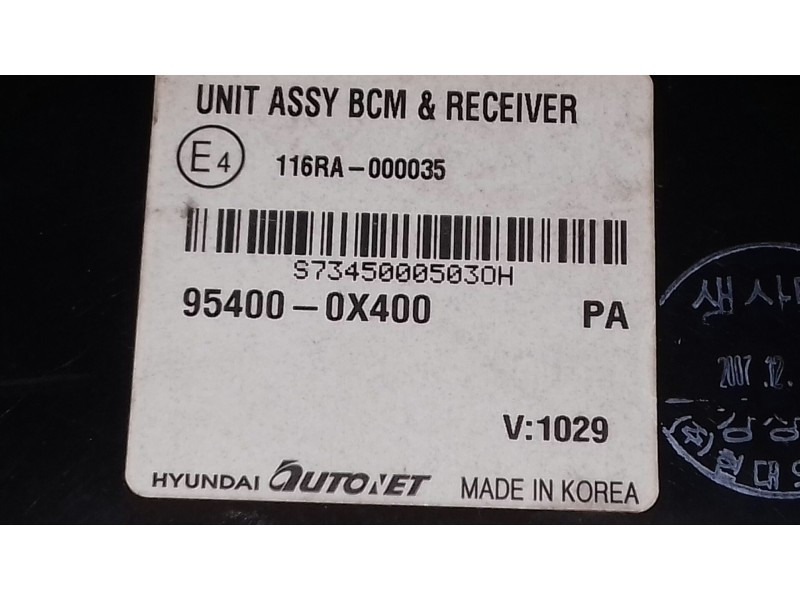 UNIT ASSY BCM & RECEIVER
E4 116RA-000035
S73450005030H
95400-0X400 PA
2007.12.
V:1029
HYUNDAI AUTONET MADE IN KOREA